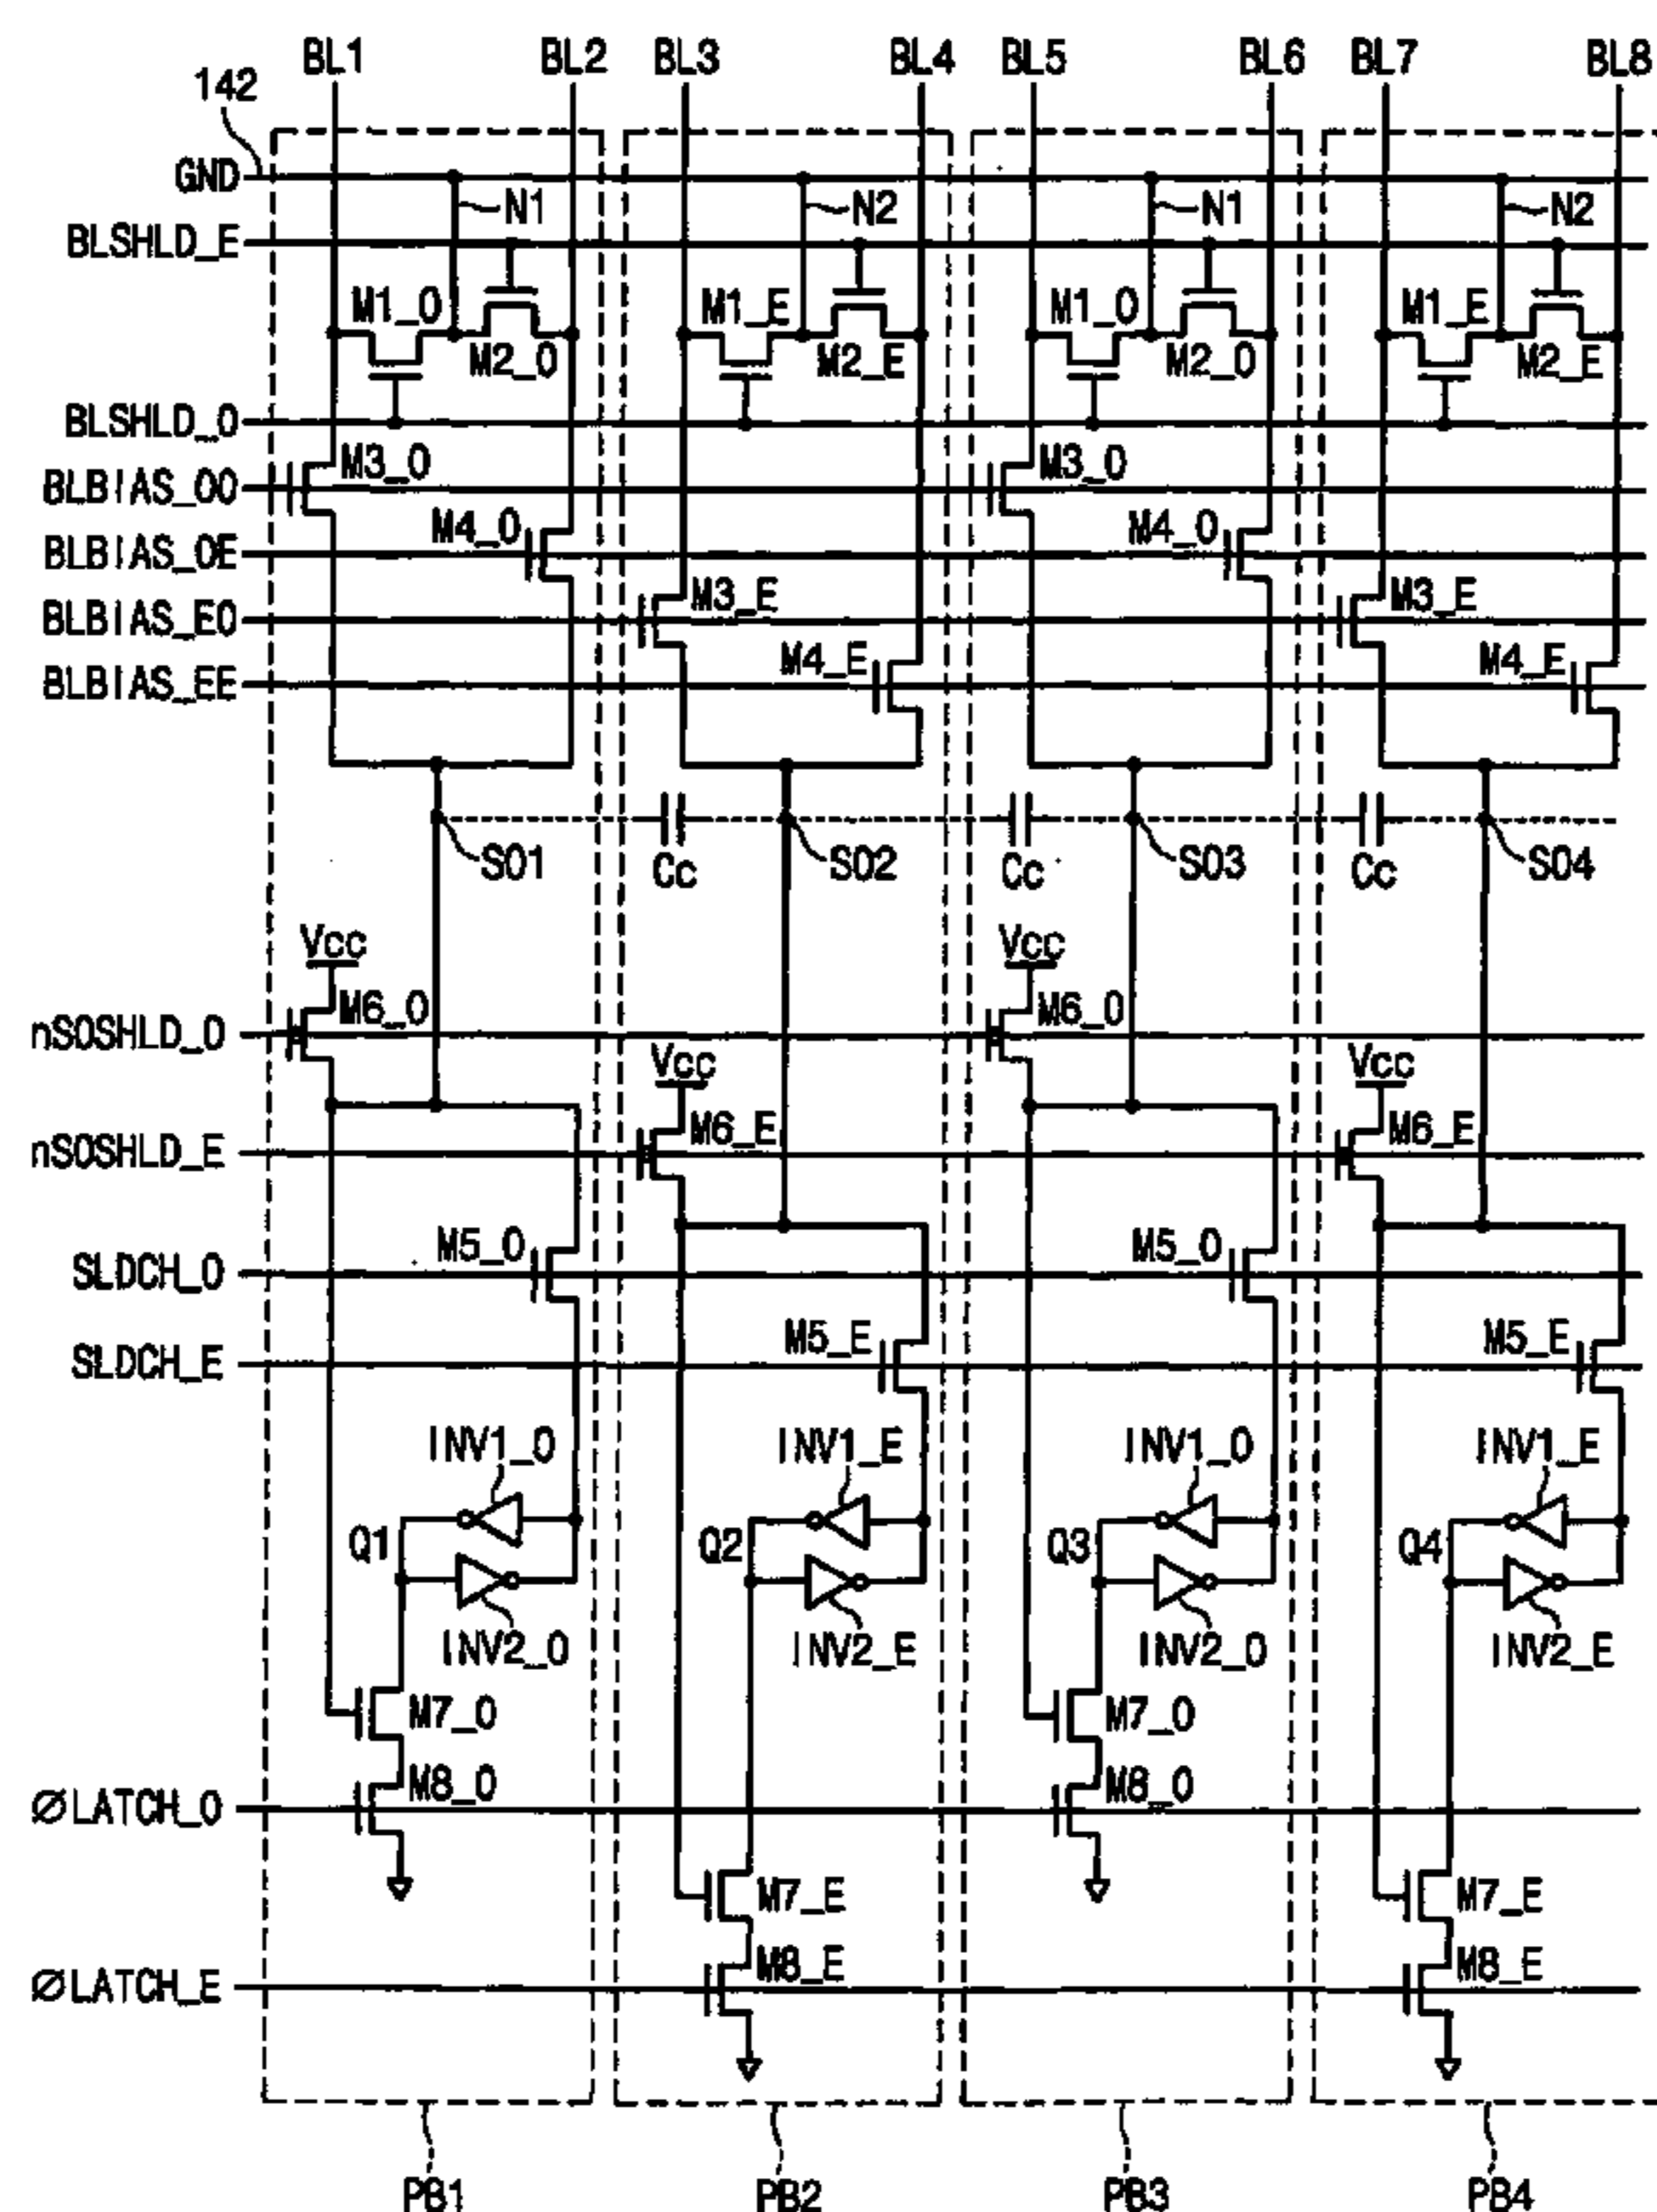 BL1 BL2 BL3 BL4 BL5 BL6 BL7 BL8
142
GND
N1 N2 N1 N2
BLSHLD_E
M1_O M1_E M1_O M1_E
M2_O M2_E M2_O M2_E
BLSHLD_O
M3_O M3_O
BLBIAS_OO
M4_O M4_O
BLBIAS_OE
M3_E M3_E
BLBIAS_EO
M4_E M4_E
BLBIAS_EE
SO1 Cc SO2 Cc SO3 Cc SO4
Vcc Vcc
M6_O M6_O
nSOSHLD_O
Vcc Vcc
M6_E M6_E
nSOSHLD_E
M5_O M5_O
SLDCH_O
M5_E M5_E
SLDCH_E
INV1_O INV1_E INV1_O INV1_E
Q1 Q2 Q3 Q4
INV2_O INV2_E INV2_O INV2_E
M7_O M7_O
M8_O M8_O
ØLATCH_O
M7_E M7_E
M8_E M8_E
ØLATCH_E
PB1 PB2 PB3 PB4